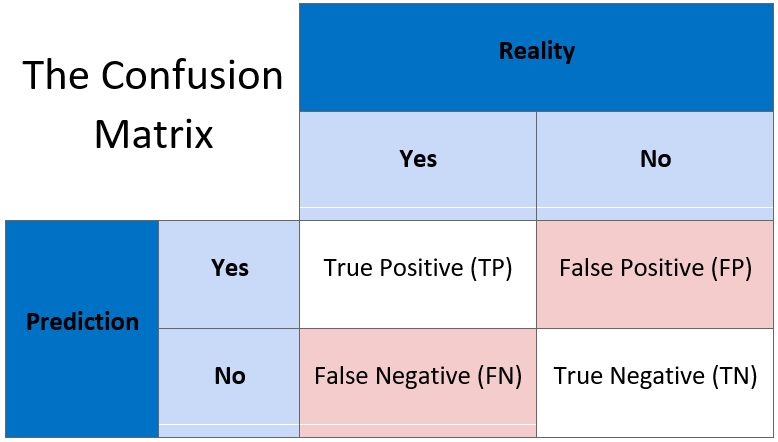 The Confusion
Matrix
Reality
Yes
No
Prediction
Yes
True Positive (TP)
False Positive (FP)
No
False Negative (FN)
True Negative (TN)